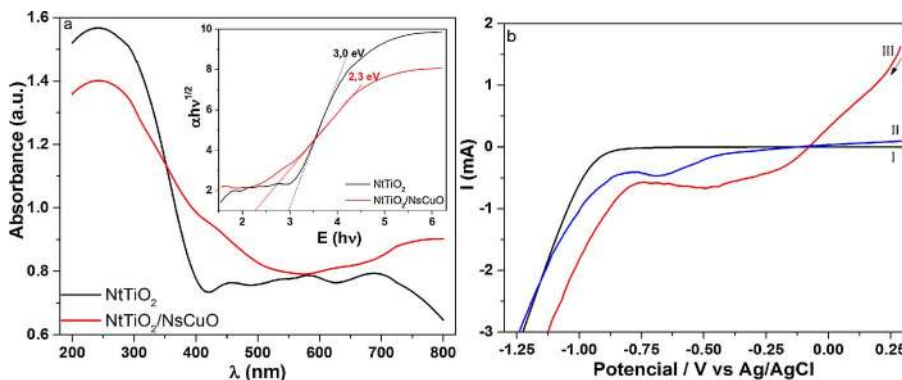 a
1.6
1.4
1.2
1.0
0.8
0.6
Absorbance (a.u.)
200 300 400 500 600 700 800
λ (nm)
NtTiO₂
NtTiO₂/NsCuO
αhν^1/2
10
8
6
4
2
3,0 eV
2,3 eV
NtTiO₂
NtTiO₂/NsCuO
2 3 4 5 6
E (hν)
b
I (mA)
2
1
0
-1
-2
-3
III
II
I
-1.25 -1.00 -0.75 -0.50 -0.25 0.00 0.25
Potencial / V vs Ag/AgCl